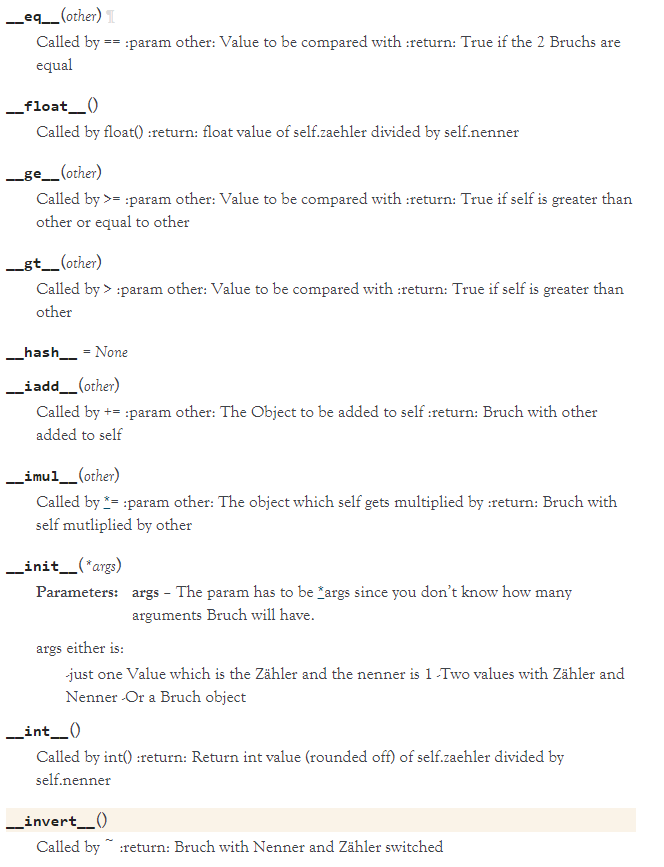 __eq__(other) ¶
Called by == :param other: Value to be compared with :return: True if the 2 Bruchs are
equal
__float__()
Called by float() :return: float value of self.zaehler divided by self.nenner
__ge__(other)
Called by >= :param other: Value to be compared with :return: True if self is greater than
other or equal to other
__gt__(other)
Called by > :param other: Value to be compared with :return: True if self is greater than
other
__hash__ = None
__iadd__(other)
Called by += :param other: The Object to be added to self :return: Bruch with other
added to self
__imul__(other)
Called by *= :param other: The object which self gets multiplied by :return: Bruch with
self mutliplied by other
__init__(*args)
Parameters: args – The param has to be *args since you don’t know how many
arguments Bruch will have.
args either is:
-just one Value which is the Zähler and the nenner is 1 -Two values with Zähler and
Nenner -Or a Bruch object
__int__()
Called by int() :return: Return int value (rounded off) of self.zaehler divided by
self.nenner
__invert__()
Called by ~ :return: Bruch with Nenner and Zähler switched